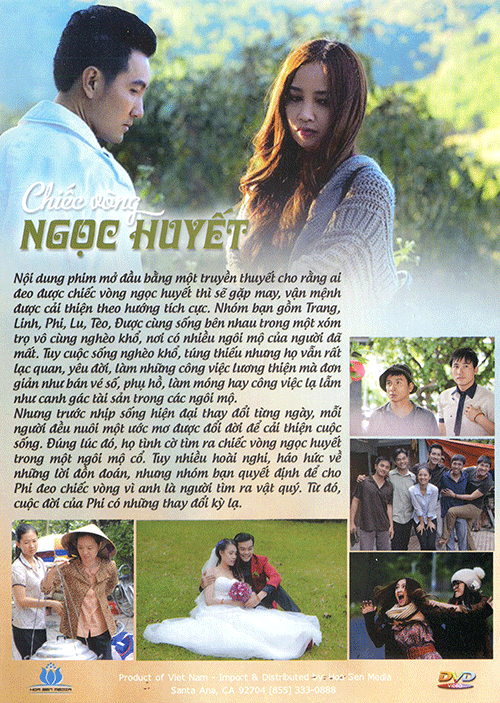 Chiếc vòng
NGỌC HUYẾT
Nội dung phim mở đầu bằng một truyền thuyết cho rằng ai
đeo được chiếc vòng ngọc huyết thì sẽ gặp may, vận mệnh
được cải thiện theo hướng tích cực. Nhóm bạn gồm Trang,
Linh, Phi, Lu, Tèo, Được cùng sống bên nhau trong một xóm
trọ vô cùng nghèo khổ, nơi có nhiều ngôi mộ của người đã
mất. Tuy cuộc sống nghèo khổ, túng thiếu nhưng họ vẫn rất
lạc quan, yêu đời, làm những công việc lương thiện mà đơn
giản như bán vé số, phụ hồ, làm móng hay công việc lạ lẫm
như canh gác tài sản trong các ngôi mộ.
Nhưng trước nhịp sống hiện đại thay đổi từng ngày, mỗi
người đều nuôi một ước mơ được đổi đời để cải thiện cuộc
sống. Đúng lúc đó, họ tình cờ tìm ra chiếc vòng ngọc huyết
trong một ngôi mộ cổ. Tuy nhiều hoài nghi, háo hức về
những lời đồn đoán, nhưng nhóm bạn quyết định để cho
Phi đeo chiếc vòng vì anh là người tìm ra vật quý. Từ đó,
cuộc đời của Phi có những thay đổi kỳ lạ.
HOA SEN MEDIA
Product of Viet Nam - Import & Distributed by Hoa Sen Media
Santa Ana, CA 92704 (855) 333-0888
DVD
VIDEO